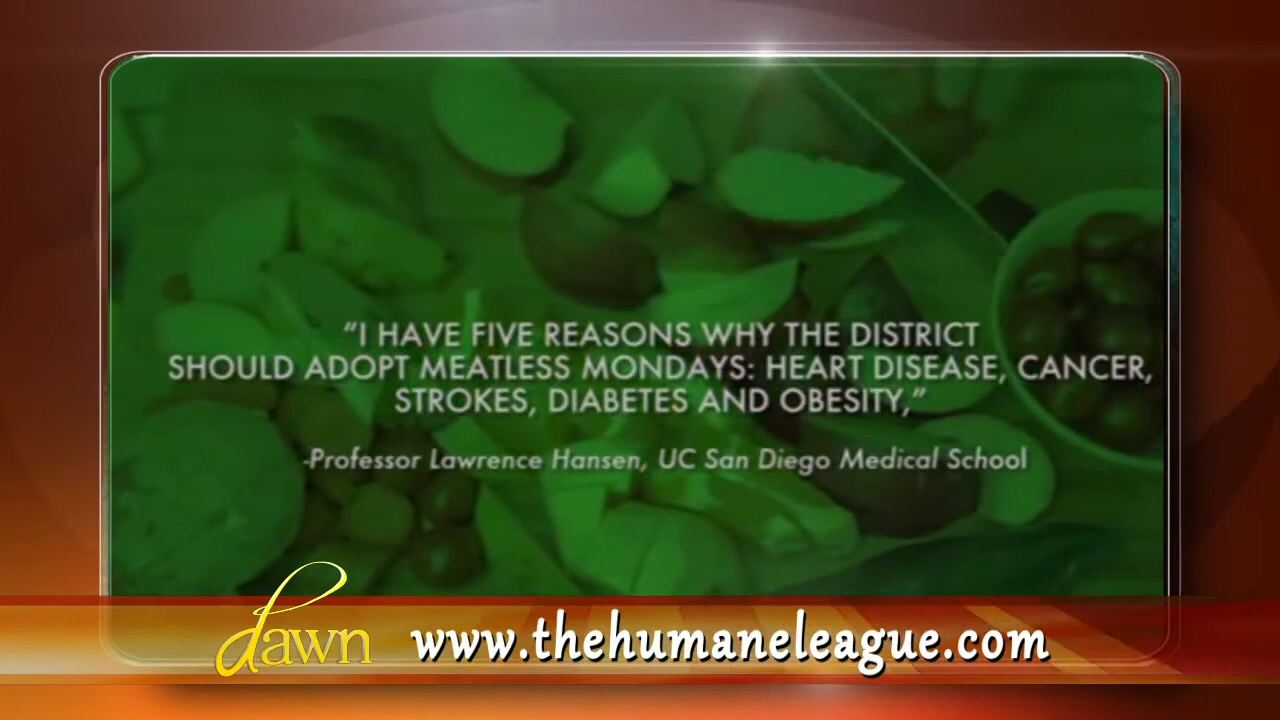 “I HAVE FIVE REASONS WHY THE DISTRICT
SHOULD ADOPT MEATLESS MONDAYS: HEART DISEASE, CANCER,
STROKES, DIABETES AND OBESITY,”
-Professor Lawrence Hansen, UC San Diego Medical School
dawn www.thehumaneleague.com